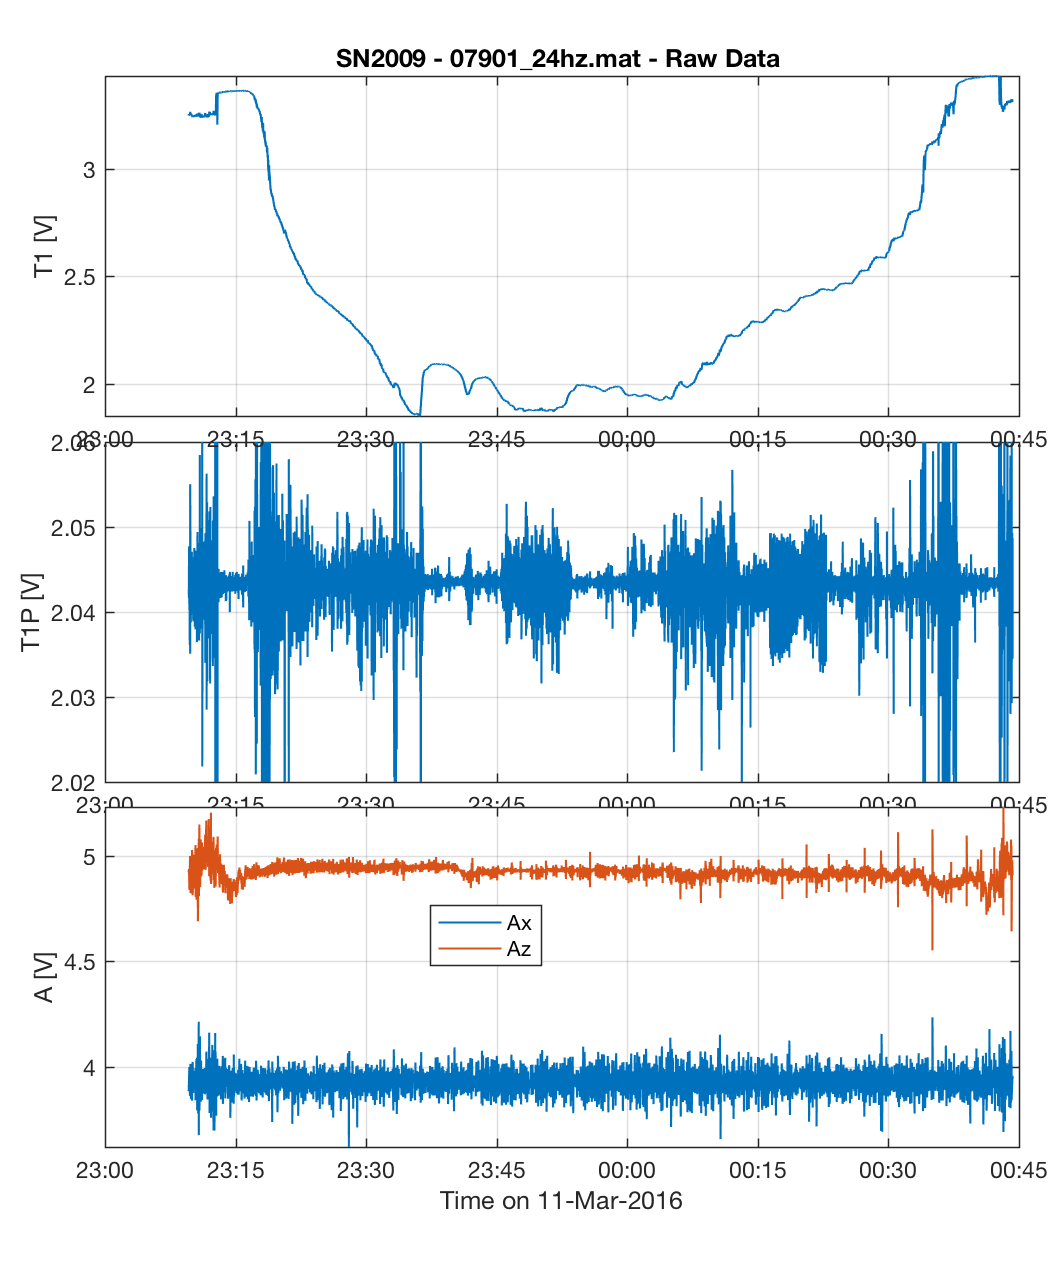 SN2009 - 07901_24hz.mat - Raw Data
T1 [V]
3
2.5
2
23:00 23:15 23:30 23:45 00:00 00:15 00:30 00:45
T1P [V]
2.06
2.05
2.04
2.03
2.02
23:00 23:15 23:30 23:45 00:00 00:15 00:30 00:45
A [V]
5
4.5
4
Ax
Az
23:00 23:15 23:30 23:45 00:00 00:15 00:30 00:45
Time on 11-Mar-2016